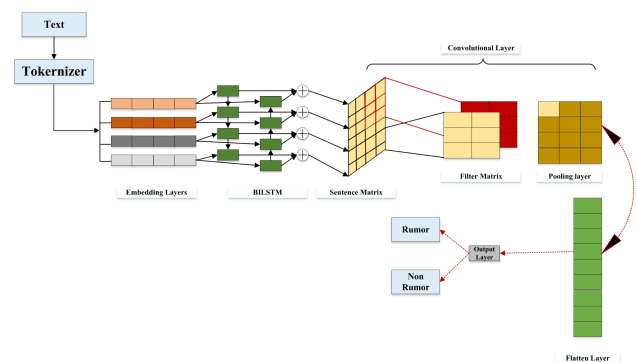 Text
Tokernizer
Convolutional Layer
Embedding Layers
BILSTM
Sentence Matrix
Filter Matrix
Pooling layer
Rumor
Output
Layer
Non
Rumor
Flatten Layer